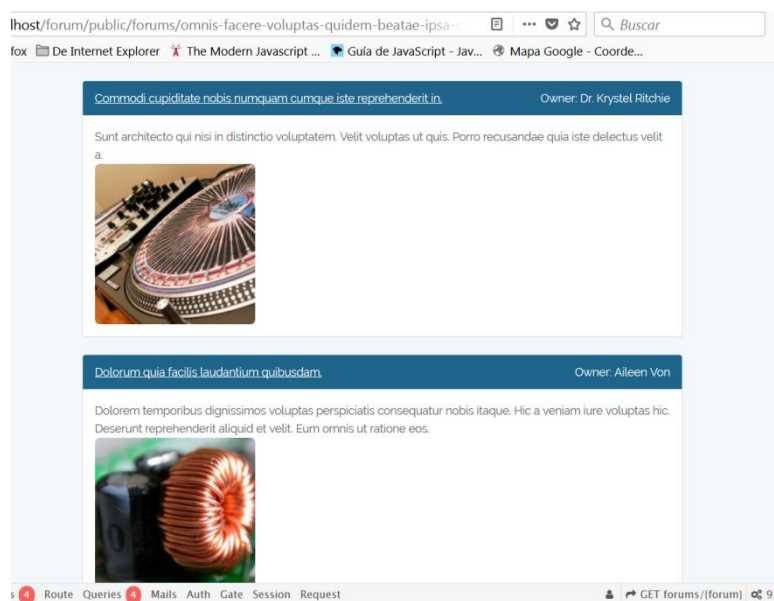 lhost/forum/public/forums/omnis-facere-voluptas-quidem-beatae-ipsa-
Buscar
fox De Internet Explorer The Modern Javascript ... Guía de JavaScript - Jav... Mapa Google - Coorde...
Commodi cupiditate nobis numquam cumque iste reprehenderit in. Owner: Dr. Krystel Ritchie
Sunt architecto qui nisi in distinctio voluptatem. Velit voluptas ut quis. Porro recusandae quia iste delectus velit
a.
Dolorum quia facilis laudantium quibusdam. Owner: Aileen Von
Dolorem temporibus dignissimos voluptas perspiciatis consequatur nobis itaque. Hic a veniam iure voluptas hic.
Deserunt reprehenderit aliquid et velit. Eum omnis ut ratione eos.
s 4 Route Queries 4 Mails Auth Gate Session Request GET forums/{forum} 9.